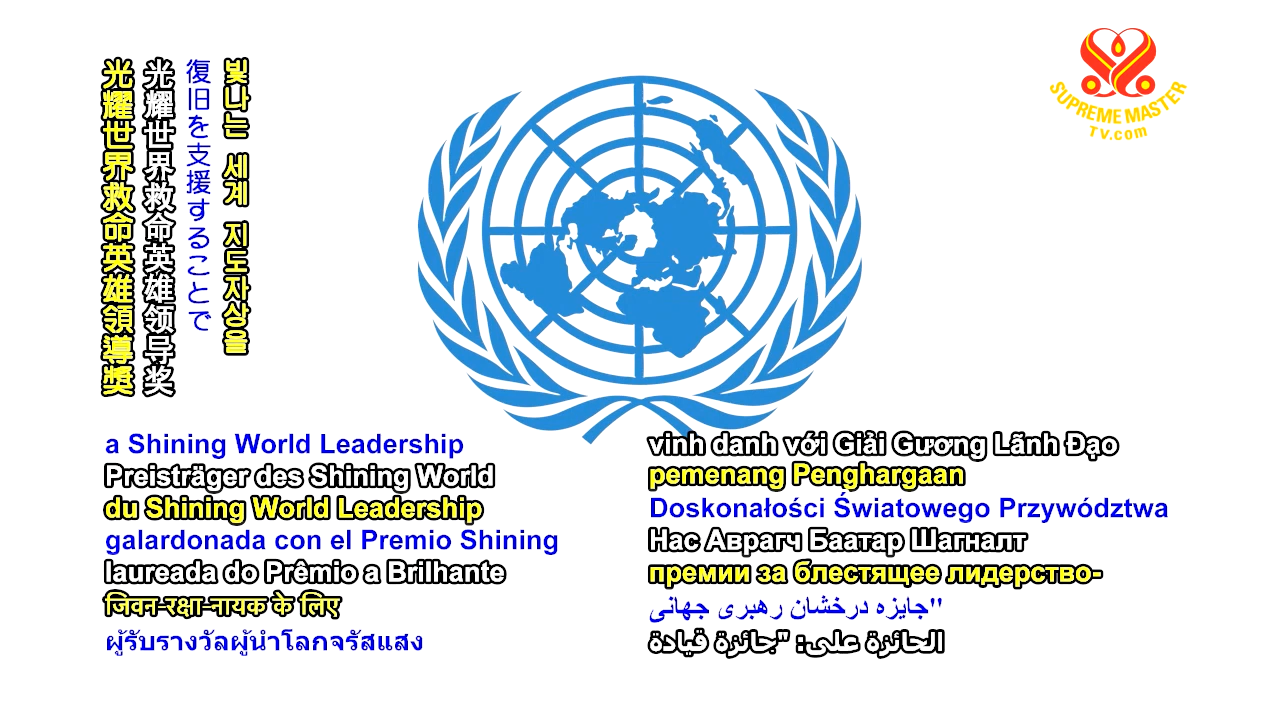 光耀世界救命英雄領導獎
光耀世界救命英雄领导奖
復旧を支援することで
빛나는 세계 지도자상을
SUPREME MASTER
TV.com
a Shining World Leadership
Preisträger des Shining World
du Shining World Leadership
galardonada con el Premio Shining
laureada do Prêmio a Brilhante
जिवन-रक्षा-नायक के लिए
ผู้รับรางวัลผู้นำโลกจรัสแสง
vinh danh với Giải Gương Lãnh Đạo
pemenang Penghargaan
Doskonałości Światowego Przywództwa
Нас Аврагч Баатар Шагналт
премии за блестящее лидерство-
"جایزه درخشان رهبری جهانی
الحائزة على: "جائزة قيادة